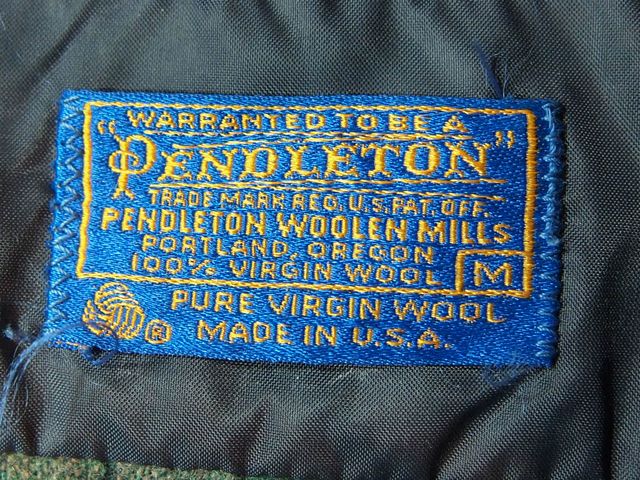 WARRANTED TO BE A
"PENDLETON"
TRADE MARK REG. U.S. PAT. OFF.
PENDLETON WOOLEN MILLS
PORTLAND, OREGON
100% VIRGIN WOOL M
PURE VIRGIN WOOL
® MADE IN U.S.A.